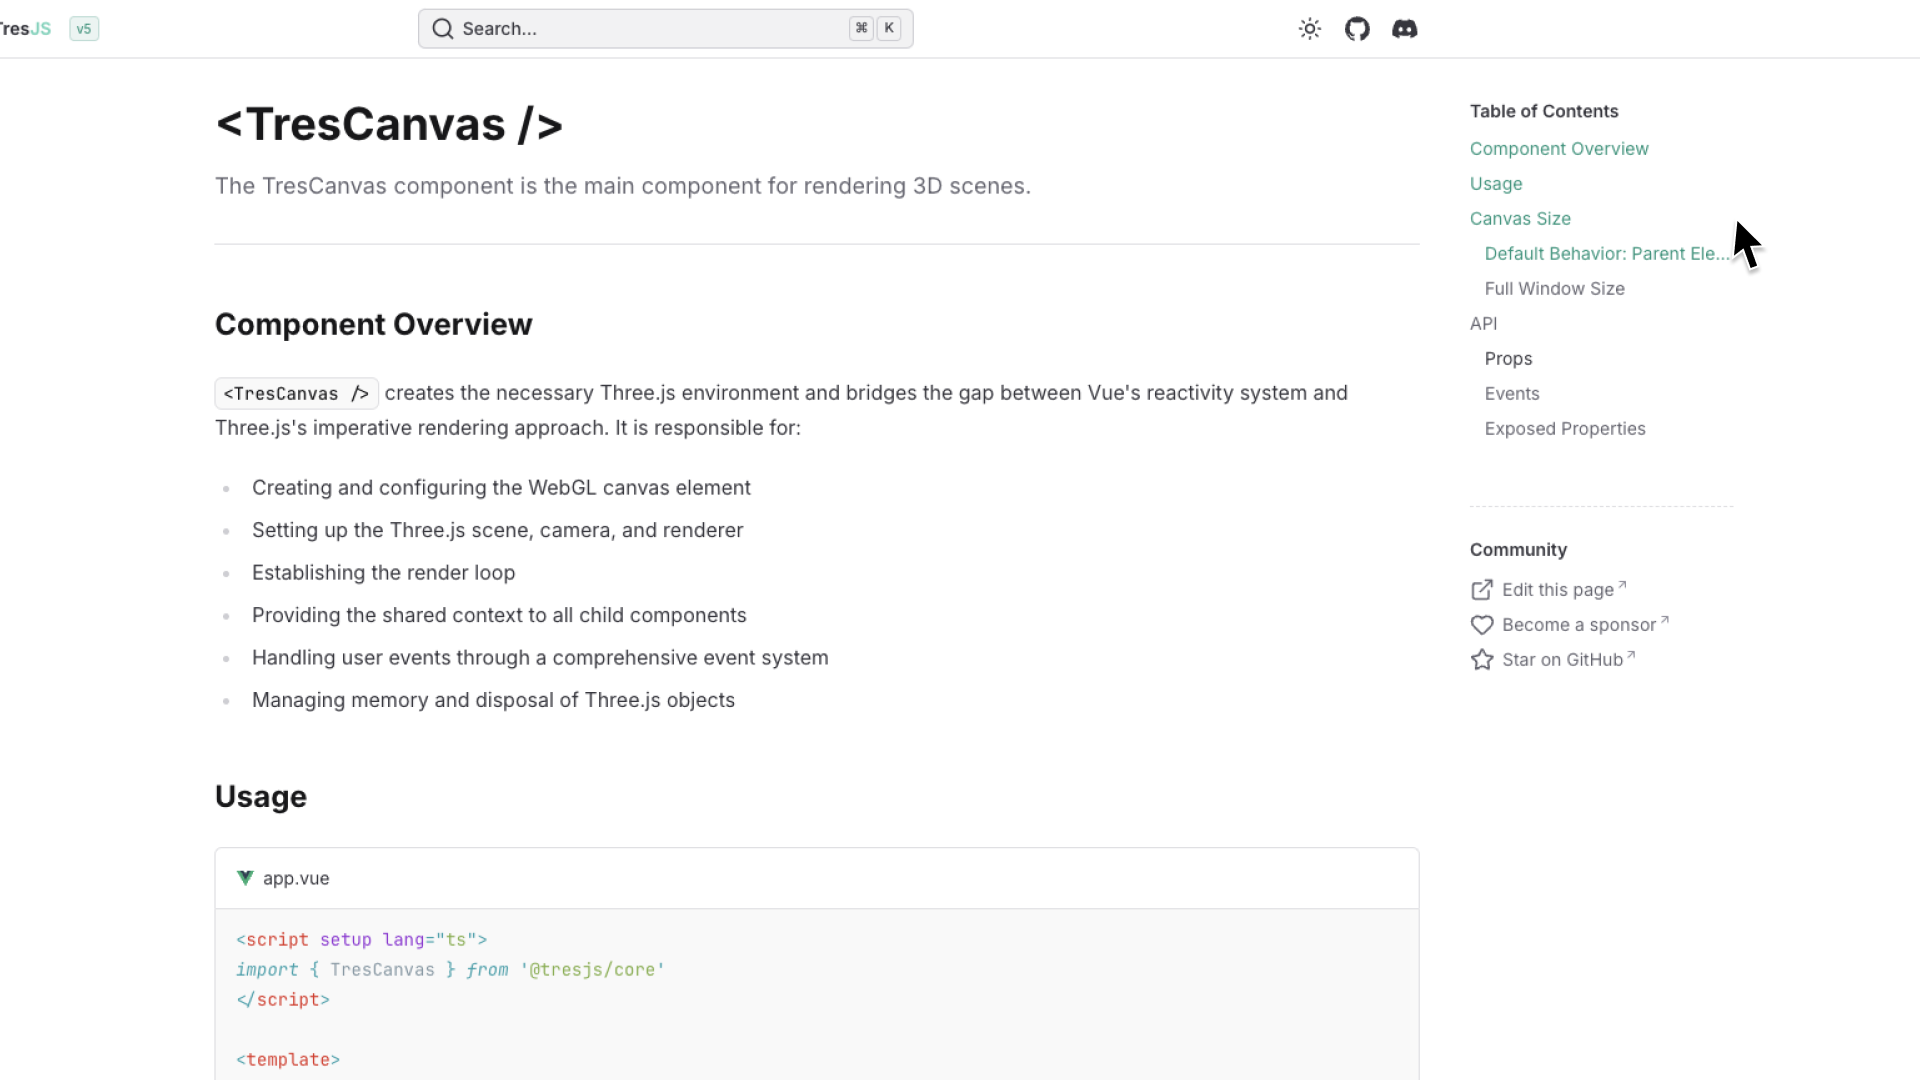 TresJS v5
Search... ⌘ K
<TresCanvas />
The TresCanvas component is the main component for rendering 3D scenes.
Component Overview
<TresCanvas /> creates the necessary Three.js environment and bridges the gap between Vue's reactivity system and
Three.js's imperative rendering approach. It is responsible for:
Creating and configuring the WebGL canvas element
Setting up the Three.js scene, camera, and renderer
Establishing the render loop
Providing the shared context to all child components
Handling user events through a comprehensive event system
Managing memory and disposal of Three.js objects
Usage
app.vue
<script setup lang="ts">
import { TresCanvas } from '@tresjs/core'
</script>
<template>
Table of Contents
Component Overview
Usage
Canvas Size
Default Behavior: Parent Ele...
Full Window Size
API
Props
Events
Exposed Properties
Community
Edit this page
Become a sponsor
Star on GitHub